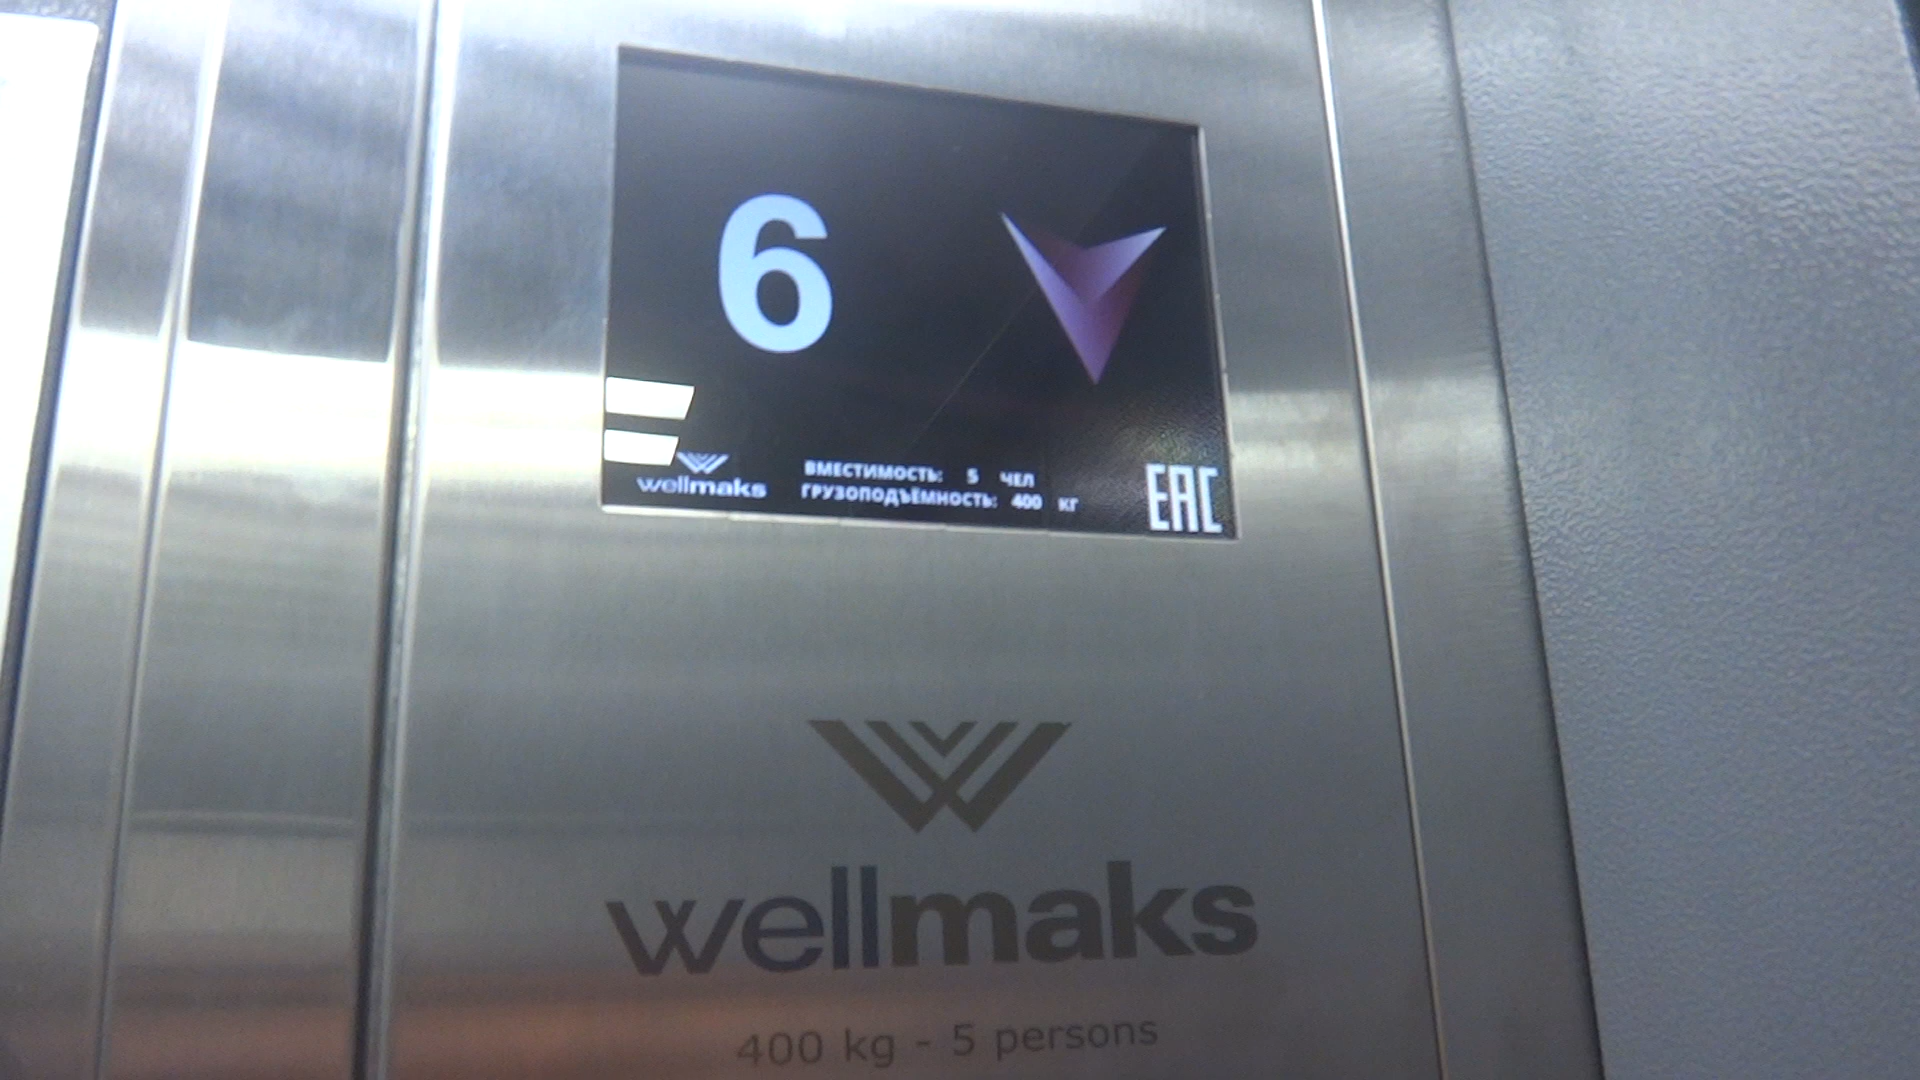 6
wellmaks
ВМЕСТИМОСТЬ: 5 ЧЕЛ
ГРУЗОПОДЪЁМНОСТЬ: 400 КГ
EAC
wellmaks
400 kg - 5 persons